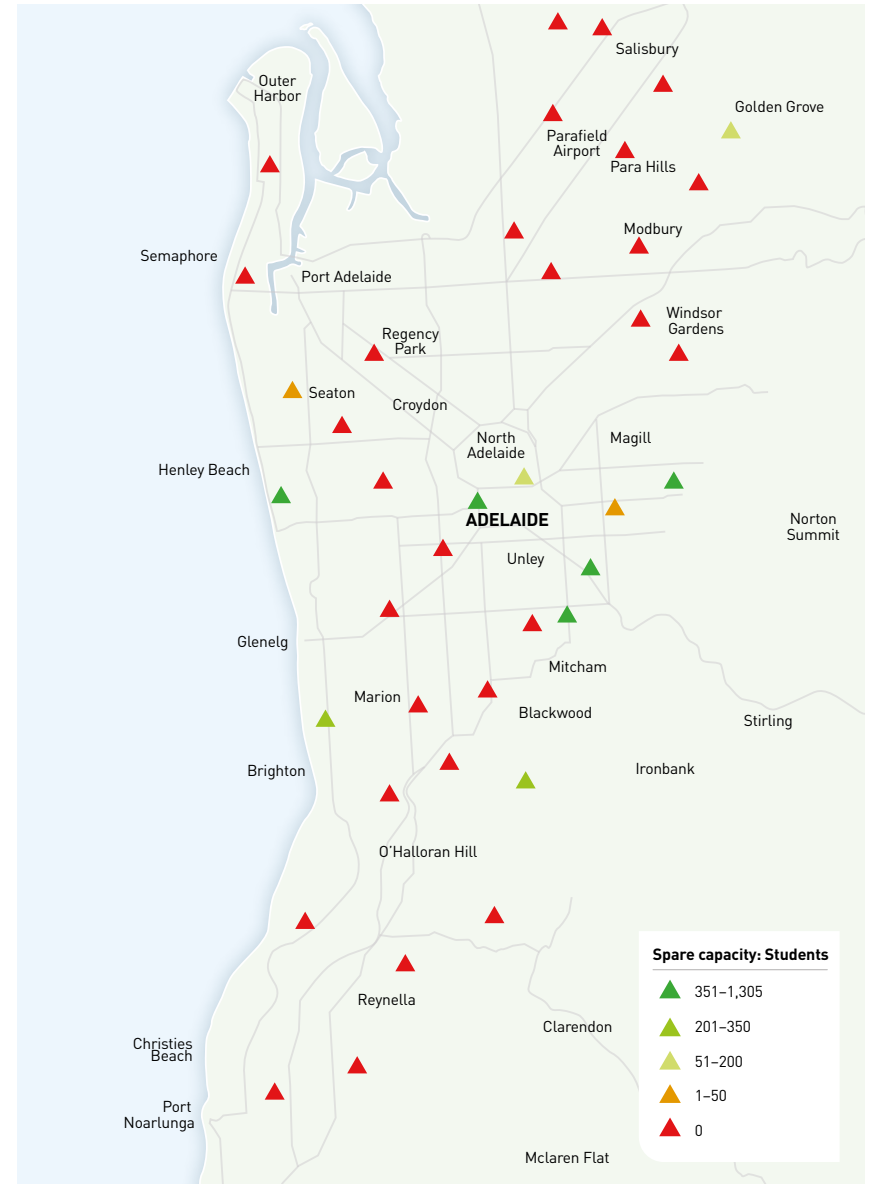 Salisbury
Outer
Harbor
Golden Grove
Parafield
Airport
Para Hills
Modbury
Semaphore
Port Adelaide
Windsor
Gardens
Regency
Park
Seaton
Croydon
North
Adelaide
Magill
Henley Beach
ADELAIDE
Norton
Summit
Unley
Glenelg
Mitcham
Marion
Blackwood
Stirling
Brighton
Ironbank
O’Halloran Hill
Reynella
Clarendon
Christies
Beach
Port
Noarlunga
Mclaren Flat
Spare capacity: Students
351–1,305
201–350
51–200
1–50
0